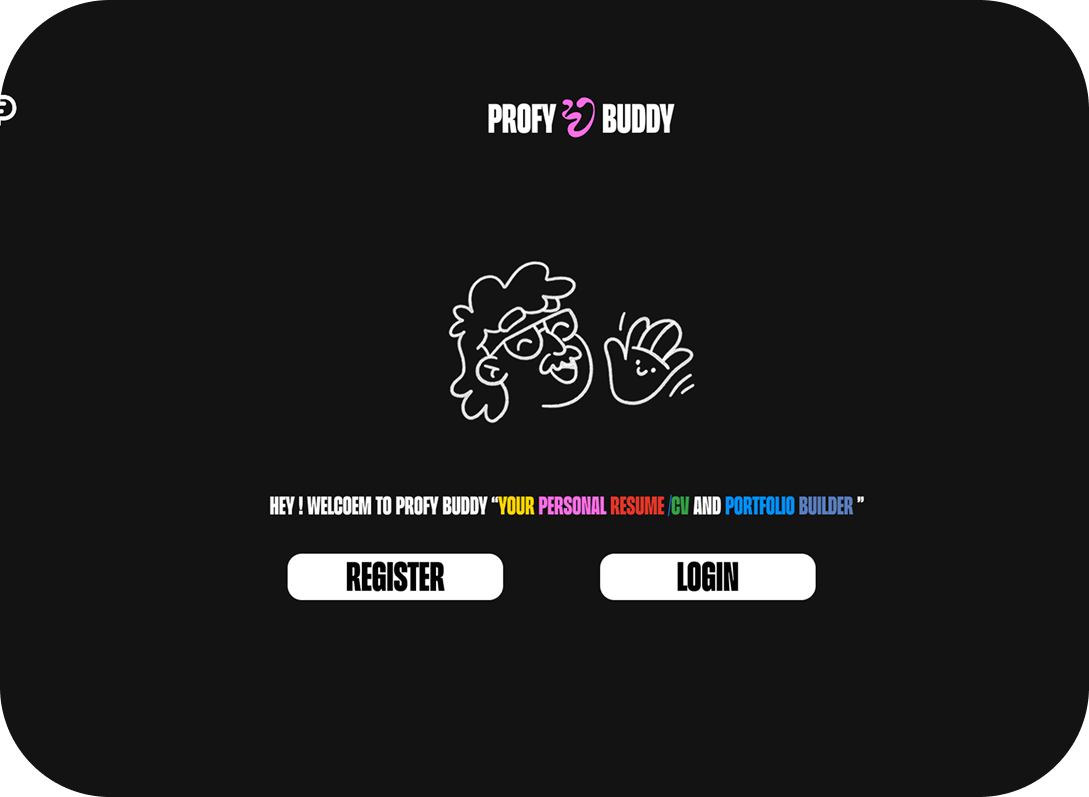 PROFY BUDDY
HEY ! WELCOEM TO PROFY BUDDY “YOUR PERSONAL RESUME /CV AND PORTFOLIO BUILDER ”
REGISTER LOGIN